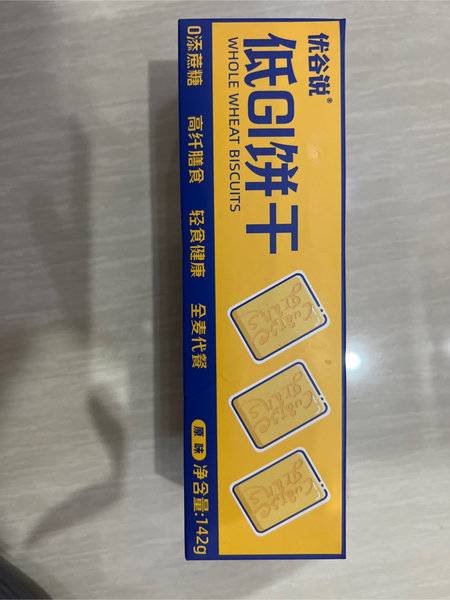 优谷说®
低GI饼干
WHOLE WHEAT BISCUITS
0添蔗糖 高纤膳食 轻食健康 全麦代餐
原味 净含量:142g